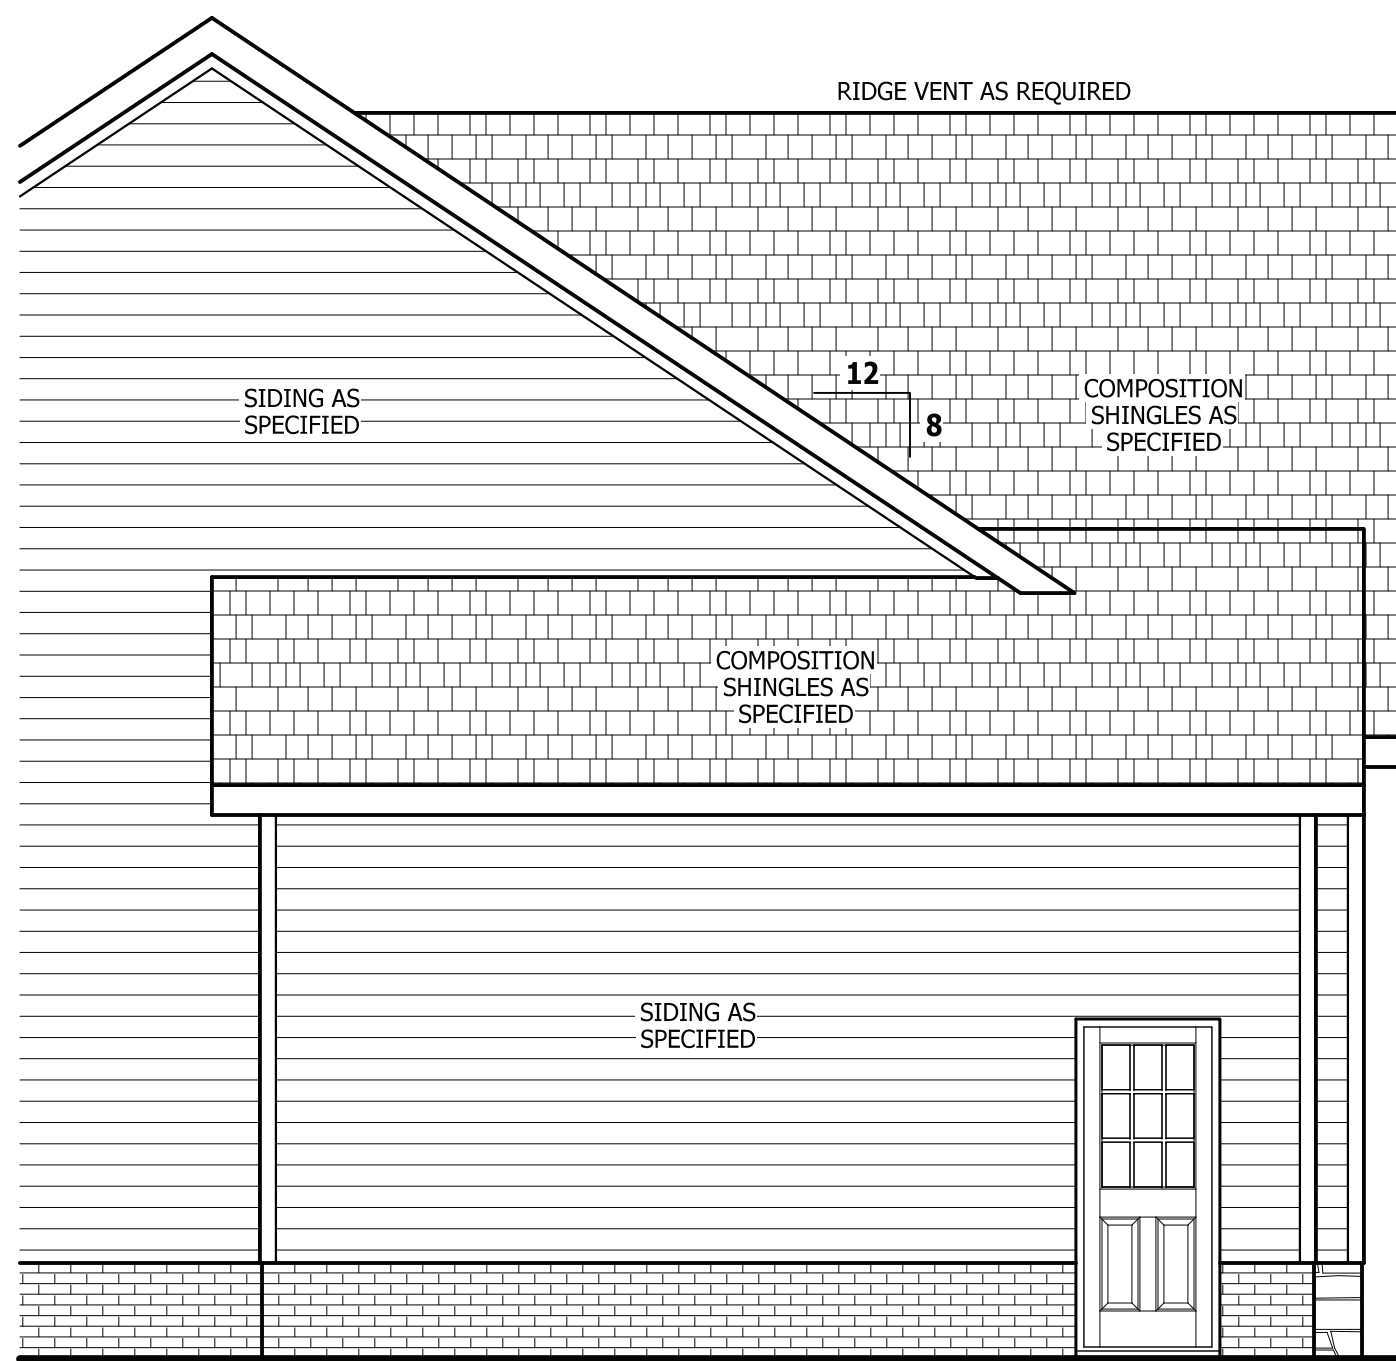 RIDGE VENT AS REQUIRED
12
8
COMPOSITION
SHINGLES AS
SPECIFIED
SIDING AS
SPECIFIED
COMPOSITION
SHINGLES AS
SPECIFIED
SIDING AS
SPECIFIED